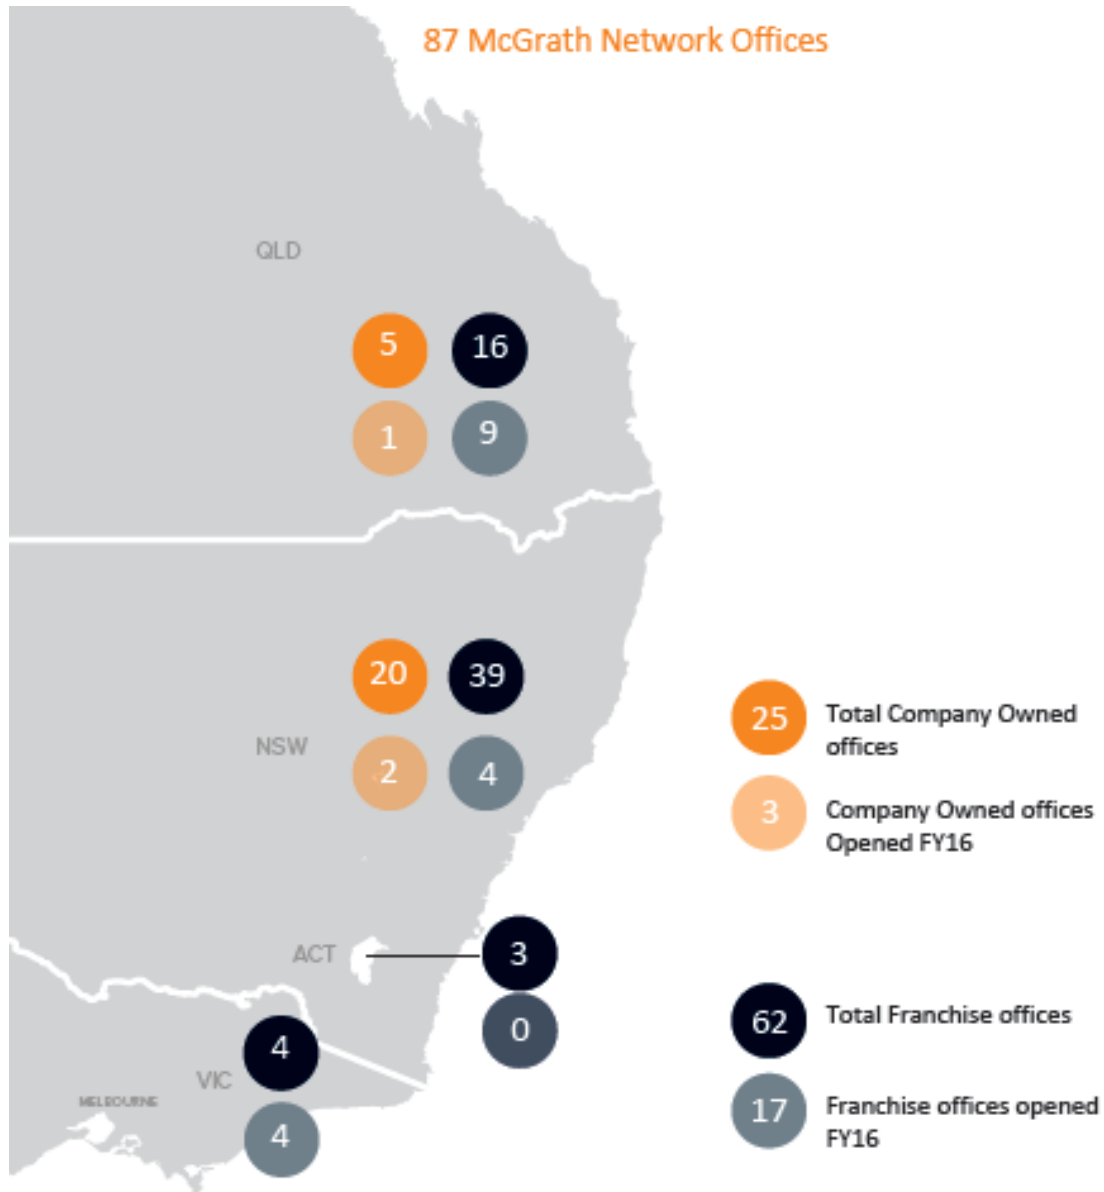 87 McGrath Network Offices
QLD
5 16
1 9
20 39
NSW
2 4
25 Total Company Owned
offices
3 Company Owned offices
Opened FY16
ACT
3
0
4
VIC
MELBOURNE
4
62 Total Franchise offices
17 Franchise offices opened
FY16